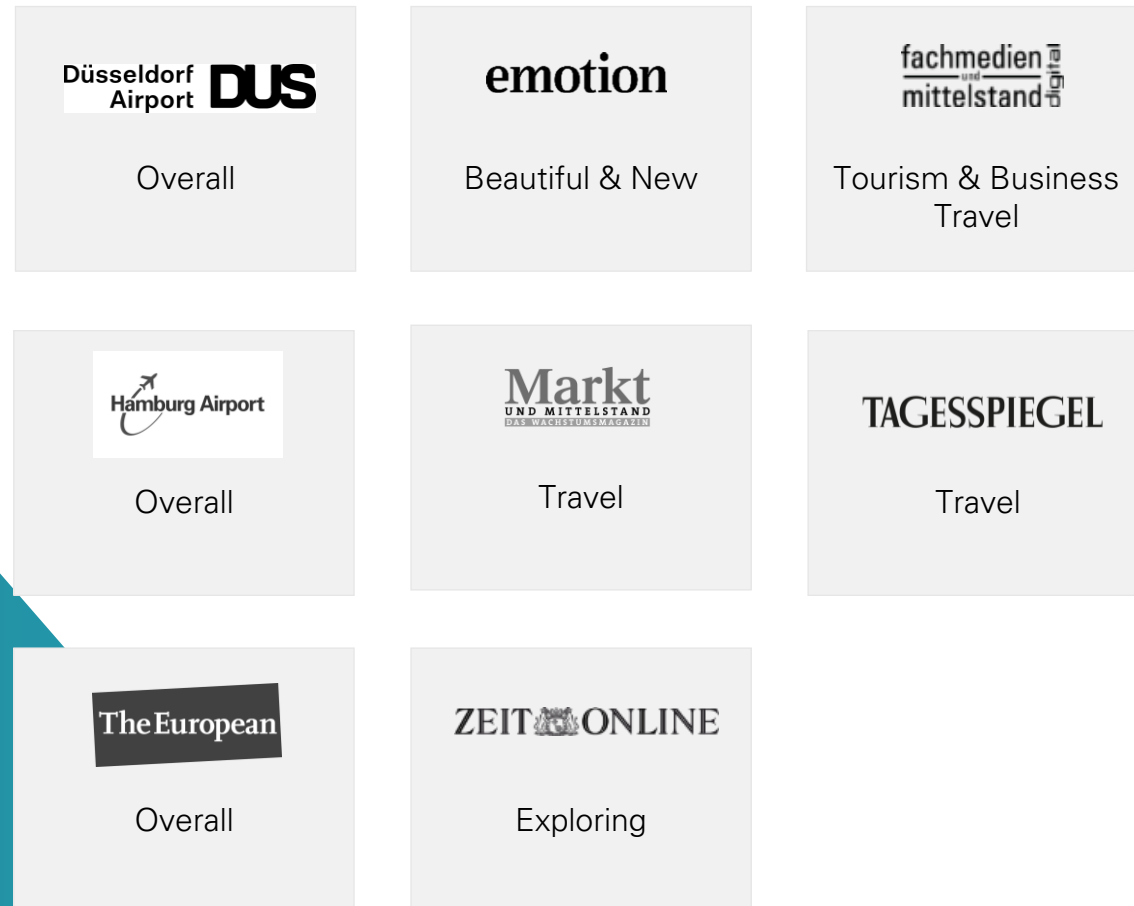 Düsseldorf
Airport DUS
Overall
emotion
Beautiful & New
fachmedien
und
mittelstand
digital
Tourism & Business
Travel
Hamburg Airport
Overall
Markt
UND MITTELSTAND
DAS WACHSTUMSMAGAZIN
Travel
TAGESSPIEGEL
Travel
The European
Overall
ZEIT ONLINE
Exploring